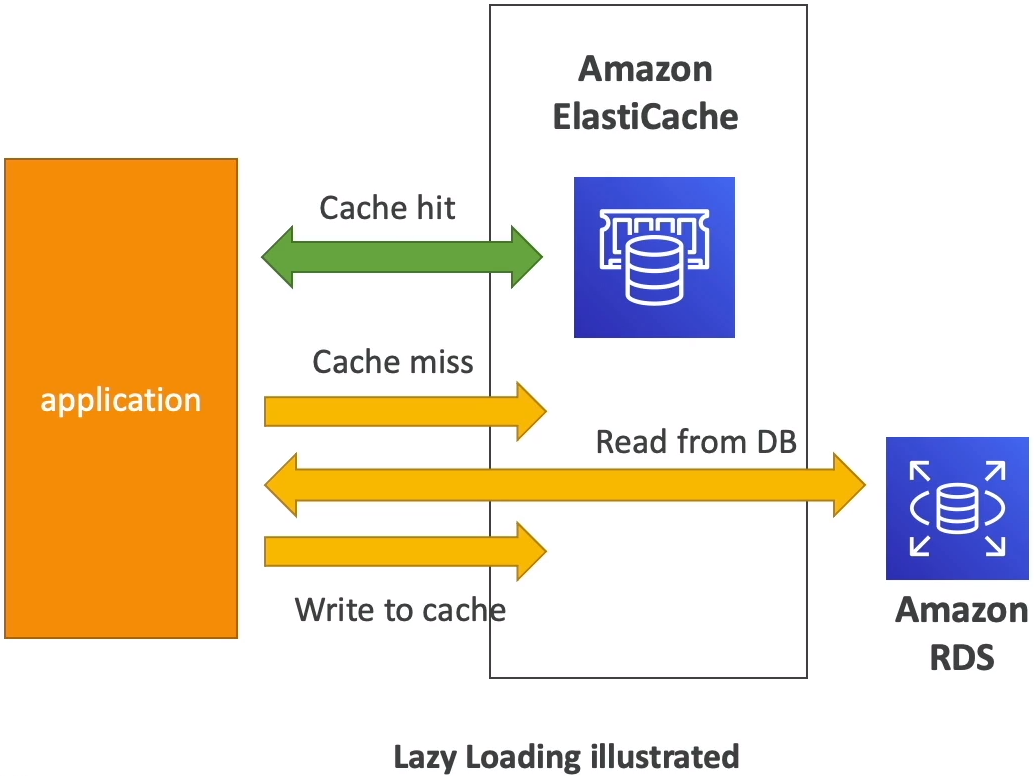 Amazon
ElastiCache
Cache hit
Cache miss
application
Read from DB
Write to cache
Amazon
RDS
Lazy Loading illustrated